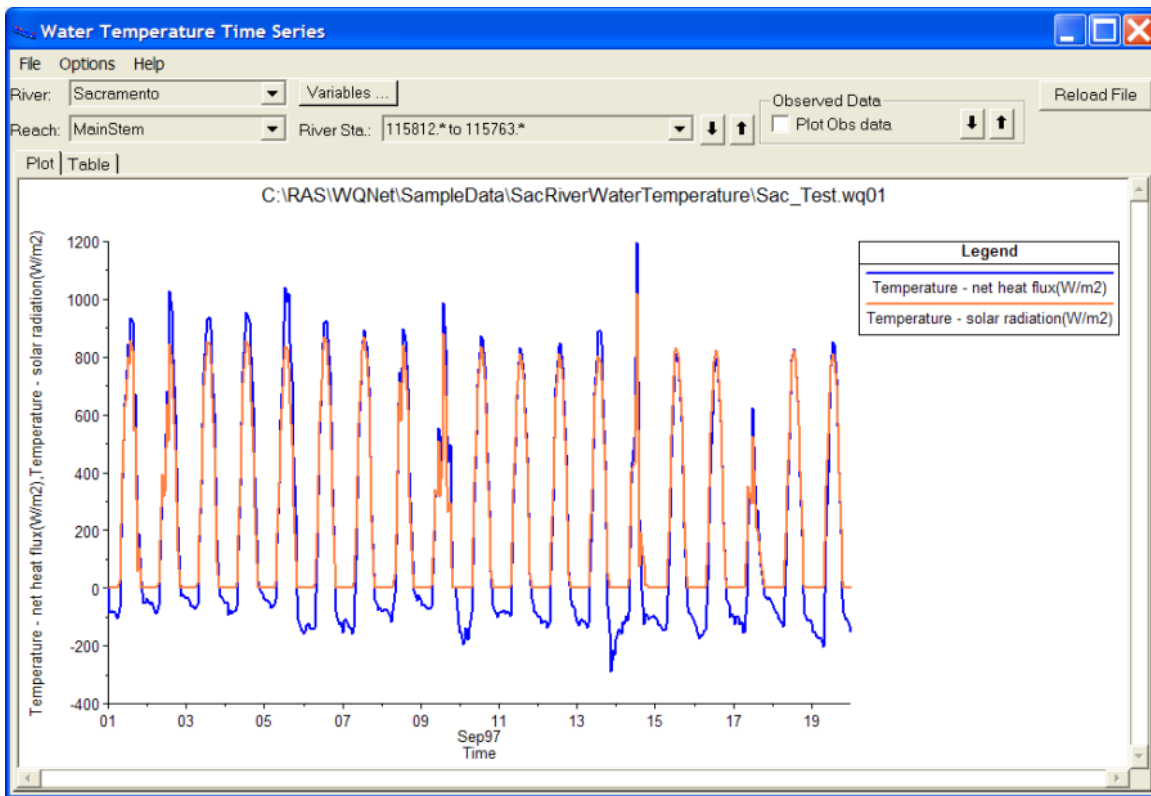 Water Temperature Time Series
File Options Help
River: Sacramento Variables ... Reload File
Observed Data
Reach: MainStem River Sta.: 115812.* to 115763.* Plot Obs data
Plot Table
C:\RAS\WQNet\SampleData\SacRiverWaterTemperature\Sac_Test.wq01
Temperature - net heat flux(W/m2),Temperature - solar radiation(W/m2)
1200
1000
800
600
400
200
0
-200
-400
01 03 05 07 09 11 13 15 17 19
Sep97
Time
Legend
Temperature - net heat flux(W/m2)
Temperature - solar radiation(W/m2)